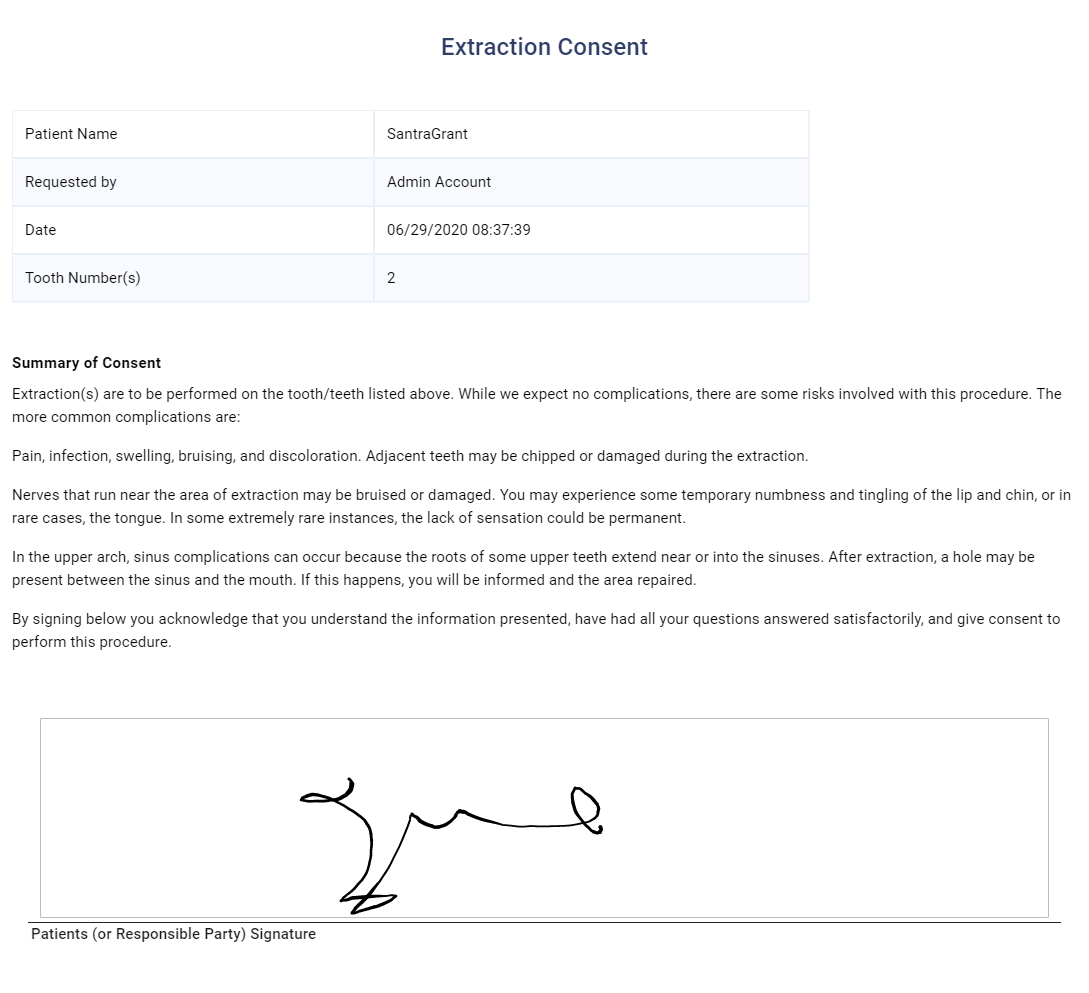 Extraction Consent
Patient Name SantraGrant
Requested by Admin Account
Date 06/29/2020 08:37:39
Tooth Number(s) 2
Summary of Consent
Extraction(s) are to be performed on the tooth/teeth listed above. While we expect no complications, there are some risks involved with this procedure. The
more common complications are:
Pain, infection, swelling, bruising, and discoloration. Adjacent teeth may be chipped or damaged during the extraction.
Nerves that run near the area of extraction may be bruised or damaged. You may experience some temporary numbness and tingling of the lip and chin, or in
rare cases, the tongue. In some extremely rare instances, the lack of sensation could be permanent.
In the upper arch, sinus complications can occur because the roots of some upper teeth extend near or into the sinuses. After extraction, a hole may be
present between the sinus and the mouth. If this happens, you will be informed and the area repaired.
By signing below you acknowledge that you understand the information presented, have had all your questions answered satisfactorily, and give consent to
perform this procedure.
Patients (or Responsible Party) Signature